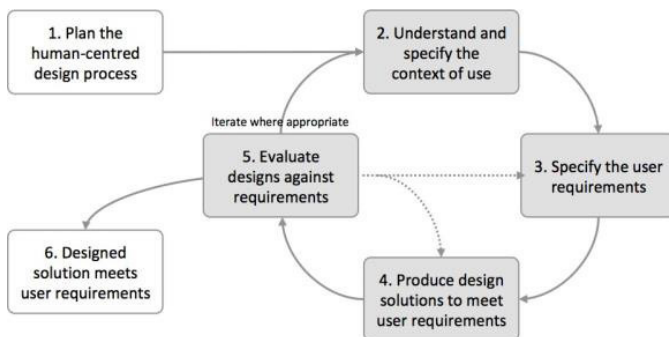 1. Plan the
human-centred
design process
2. Understand and
specify the
context of use
Iterate where appropriate
5. Evaluate
designs against
requirements
3. Specify the user
requirements
6. Designed
solution meets
user requirements
4. Produce design
solutions to meet
user requirements